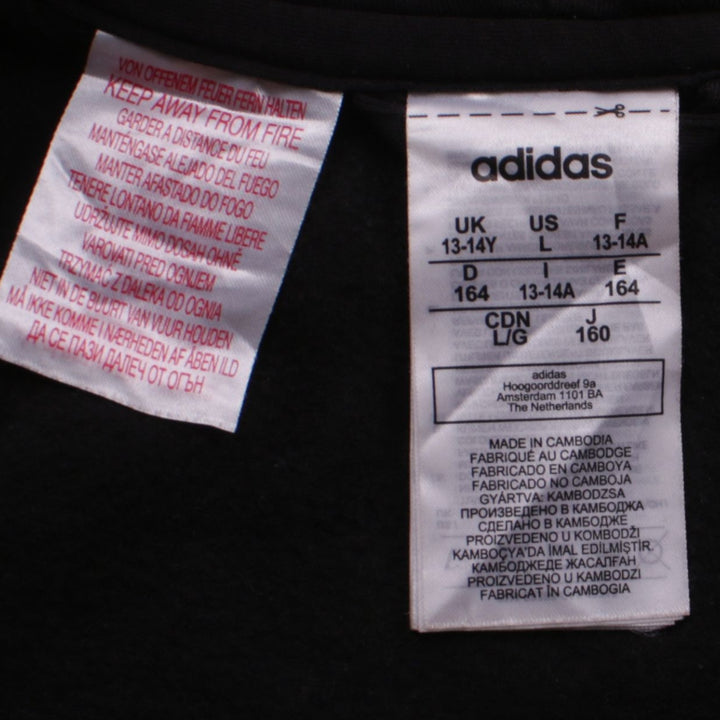 VON OFFENEM FEUER FERN HALTEN
KEEP AWAY FROM FIRE
GARDER A DISTANCE DU FEU
MANTÉNGASE ALEJADO DEL FUEGO
MANTER AFASTADO DO FOGO
TENERE LONTANO DA FIAMME LIBERE
UDRŽUJTE MIMO DOSAH OHNĚ
VAROVATI PRED OGNJEM
TRZYMAĆ Z DALEKA OD OGNIA
NIET IN DE BUURT VAN VUUR HOUDEN
MÅ IKKE KOMME I NÆRHEDEN AF ÅBEN ILD
ДА СЕ ПАЗИ ДАЛЕЧ ОТ ОГЪН
adidas
UK US F
13-14Y L 13-14A
D I E
164 13-14A 164
CDN J
L/G 160
adidas
Hoogoorddreef 9a
Amsterdam 1101 BA
The Netherlands
MADE IN CAMBODIA
FABRIQUÉ AU CAMBODGE
FABRICADO EN CAMBOYA
FABRICADO NO CAMBOJA
GYÁRTVA: KAMBODZSA
ПРОИЗВЕДЕНО В КАМБОДЖА
СДЕЛАНО В КАМБОДЖЕ
PROIZVEDENO U KOMBODŽI
KAMBOÇYA'DA İMAL EDİLMİŞTİR.
КАМБОДЖЕДЕ ЖАСАЛҒАН
PROIZVEDENO U KAMBODZI
FABRICAT ÎN CAMBOGIA